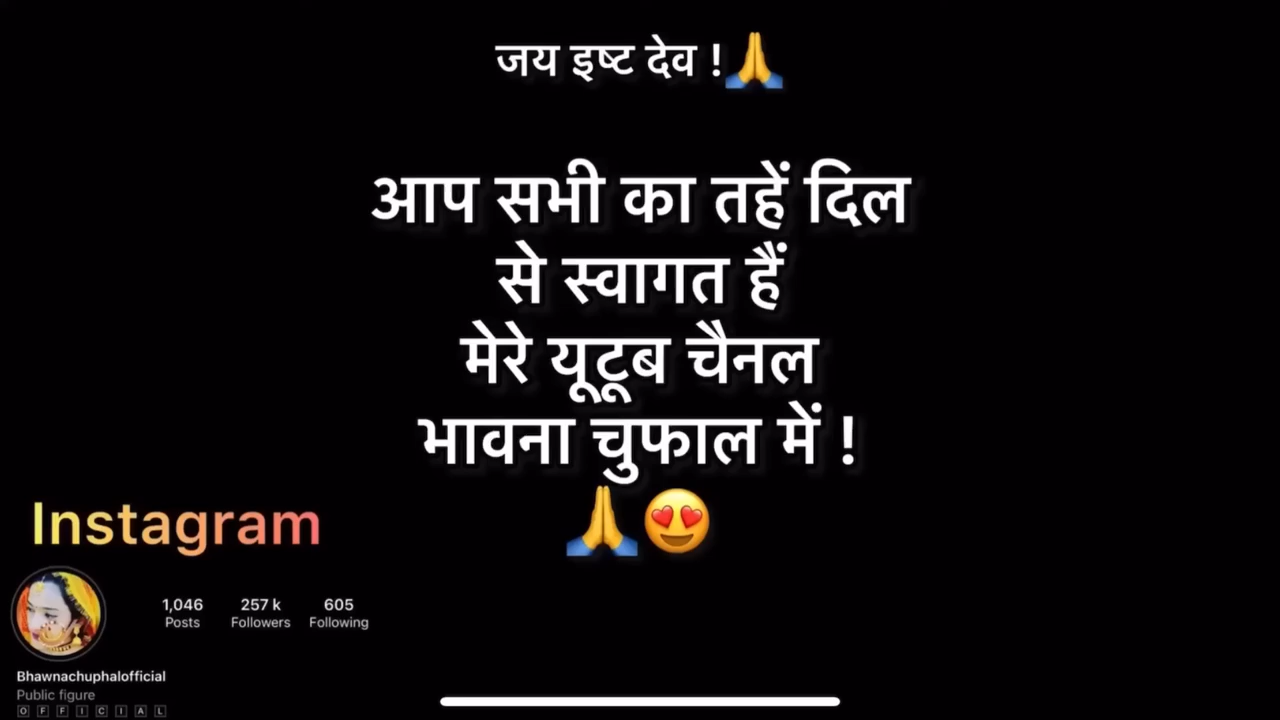 जय इष्ट देव !🙏
आप सभी का तहें दिल
से स्वागत हैं
मेरे यूटूब चैनल
भावना चुफाल में !
🙏😍
Instagram
1,046 257 k 605
Posts Followers Following
Bhawnachuphalofficial
Public figure
🄾 🄵 🄵 🄸 🄲 🄸 🄰 🄻